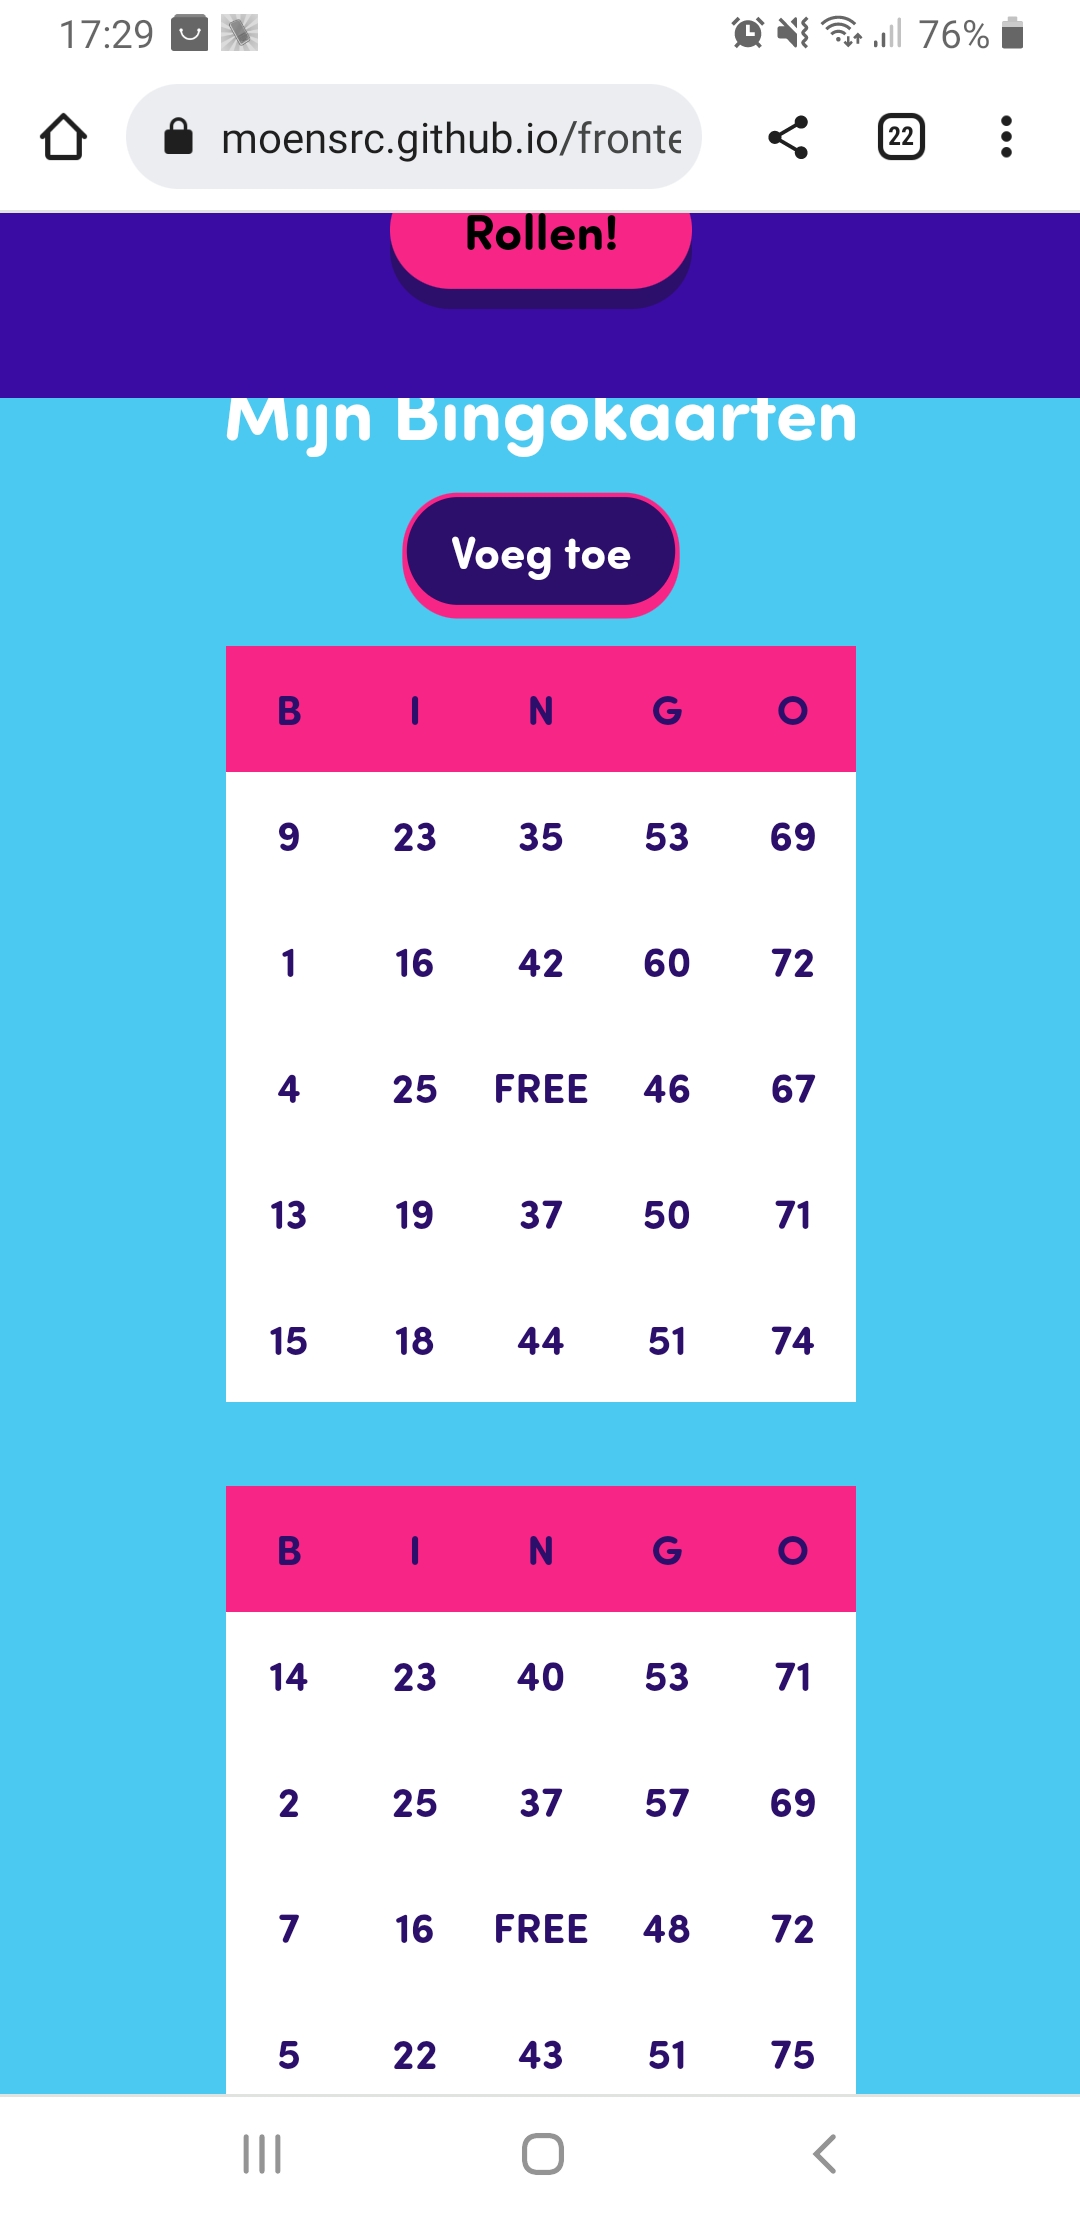 17:29 76%
moensrc.github.io/fronte
22
Rollen!
Mijn Bingokaarten
Voeg toe
B I N G O
9 23 35 53 69
1 16 42 60 72
4 25 FREE 46 67
13 19 37 50 71
15 18 44 51 74
B I N G O
14 23 40 53 71
2 25 37 57 69
7 16 FREE 48 72
5 22 43 51 75